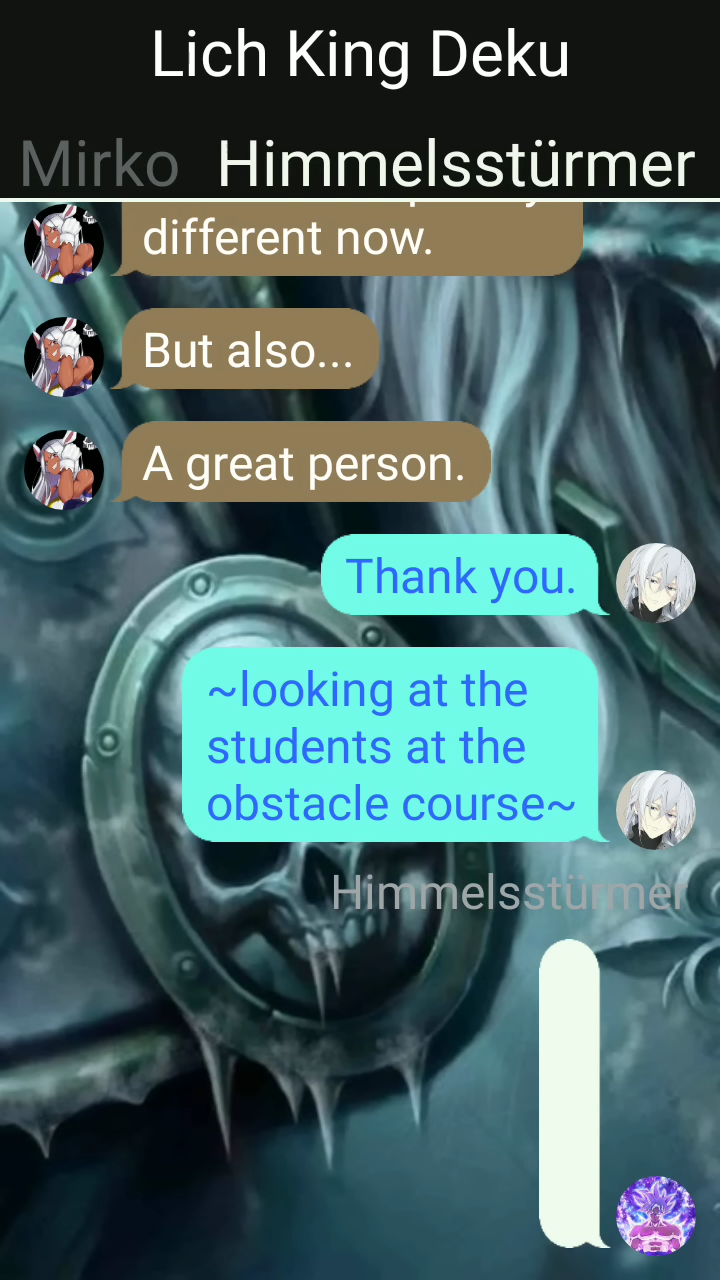 Lich King Deku
Mirko Himmelsstürmer
different now.
But also...
A great person.
Thank you.
~looking at the
students at the
obstacle course~
Himmelsstürmer